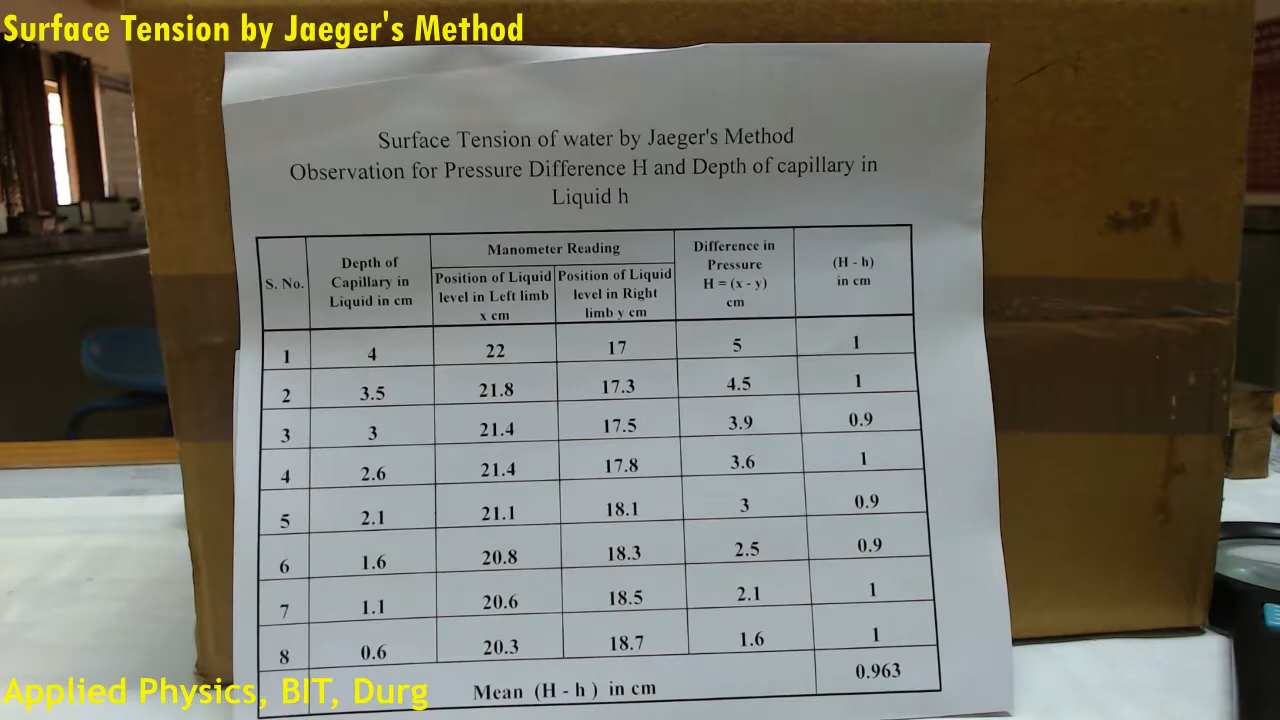 Surface Tension by Jaeger's Method
Surface Tension of water by Jaeger's Method
Observation for Pressure Difference H and Depth of capillary in
Liquid h
S. No.
Depth of
Capillary in
Liquid in cm
Manometer Reading
Position of Liquid
level in Left limb
x cm
Position of Liquid
level in Right
limb y cm
Difference in
Pressure
H = (x - y)
cm
(H - h)
in cm
1 4 22 17 5 1
2 3.5 21.8 17.3 4.5 1
3 3 21.4 17.5 3.9 0.9
4 2.6 21.4 17.8 3.6 1
5 2.1 21.1 18.1 3 0.9
6 1.6 20.8 18.3 2.5 0.9
7 1.1 20.6 18.5 2.1 1
8 0.6 20.3 18.7 1.6 1
Mean (H - h ) in cm 0.963
Applied Physics, BIT, Durg